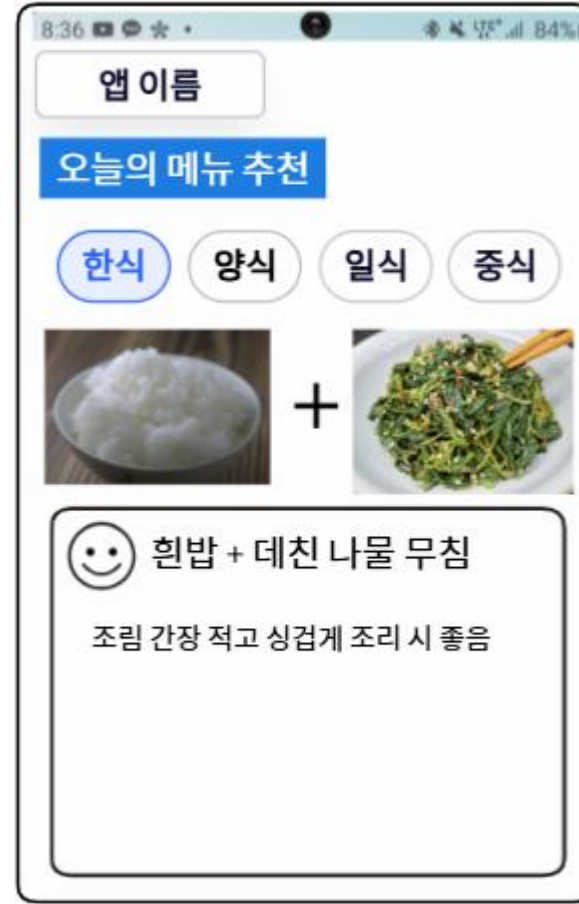 8:36
84%
앱 이름
오늘의 메뉴 추천
한식 양식 일식 중식
+
흰밥 + 데친 나물 무침
조림 간장 적고 싱겁게 조리 시 좋음